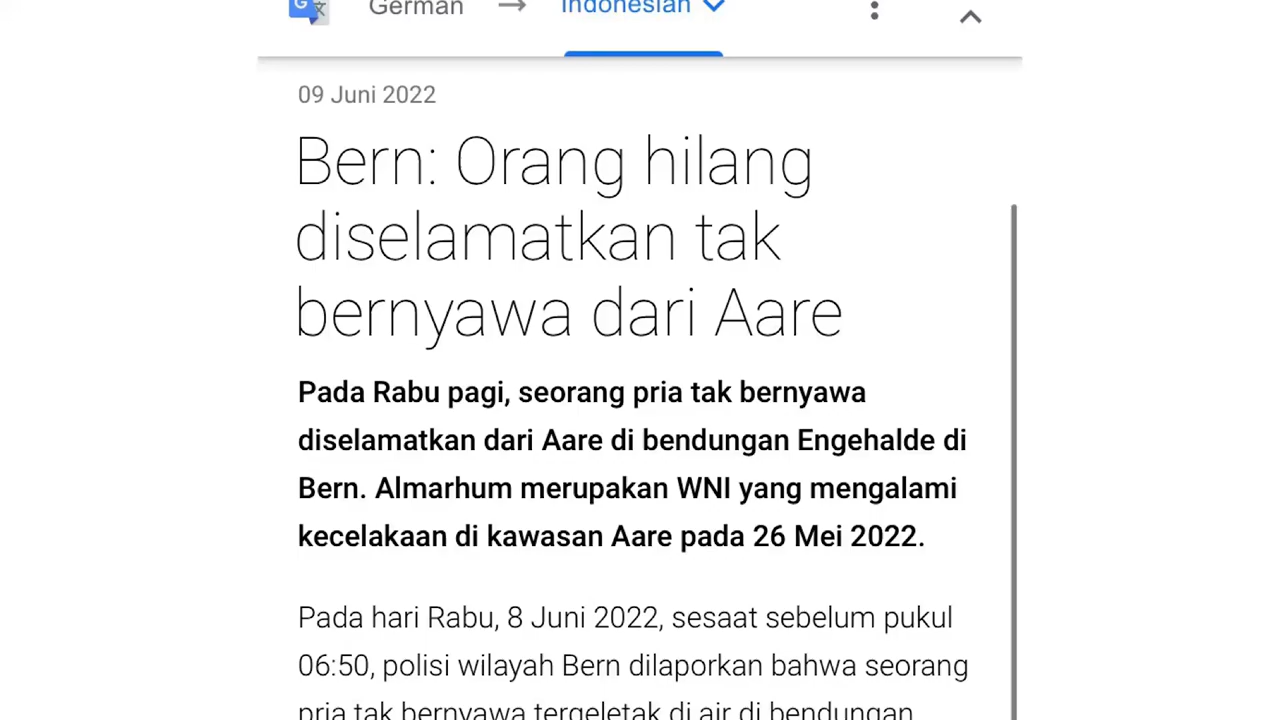 German → Indonesian
09 Juni 2022
Bern: Orang hilang
diselamatkan tak
bernyawa dari Aare
Pada Rabu pagi, seorang pria tak bernyawa
diselamatkan dari Aare di bendungan Engehalde di
Bern. Almarhum merupakan WNI yang mengalami
kecelakaan di kawasan Aare pada 26 Mei 2022.
Pada hari Rabu, 8 Juni 2022, sesaat sebelum pukul
06:50, polisi wilayah Bern dilaporkan bahwa seorang
pria tak bernyawa tergeletak di air di bendungan